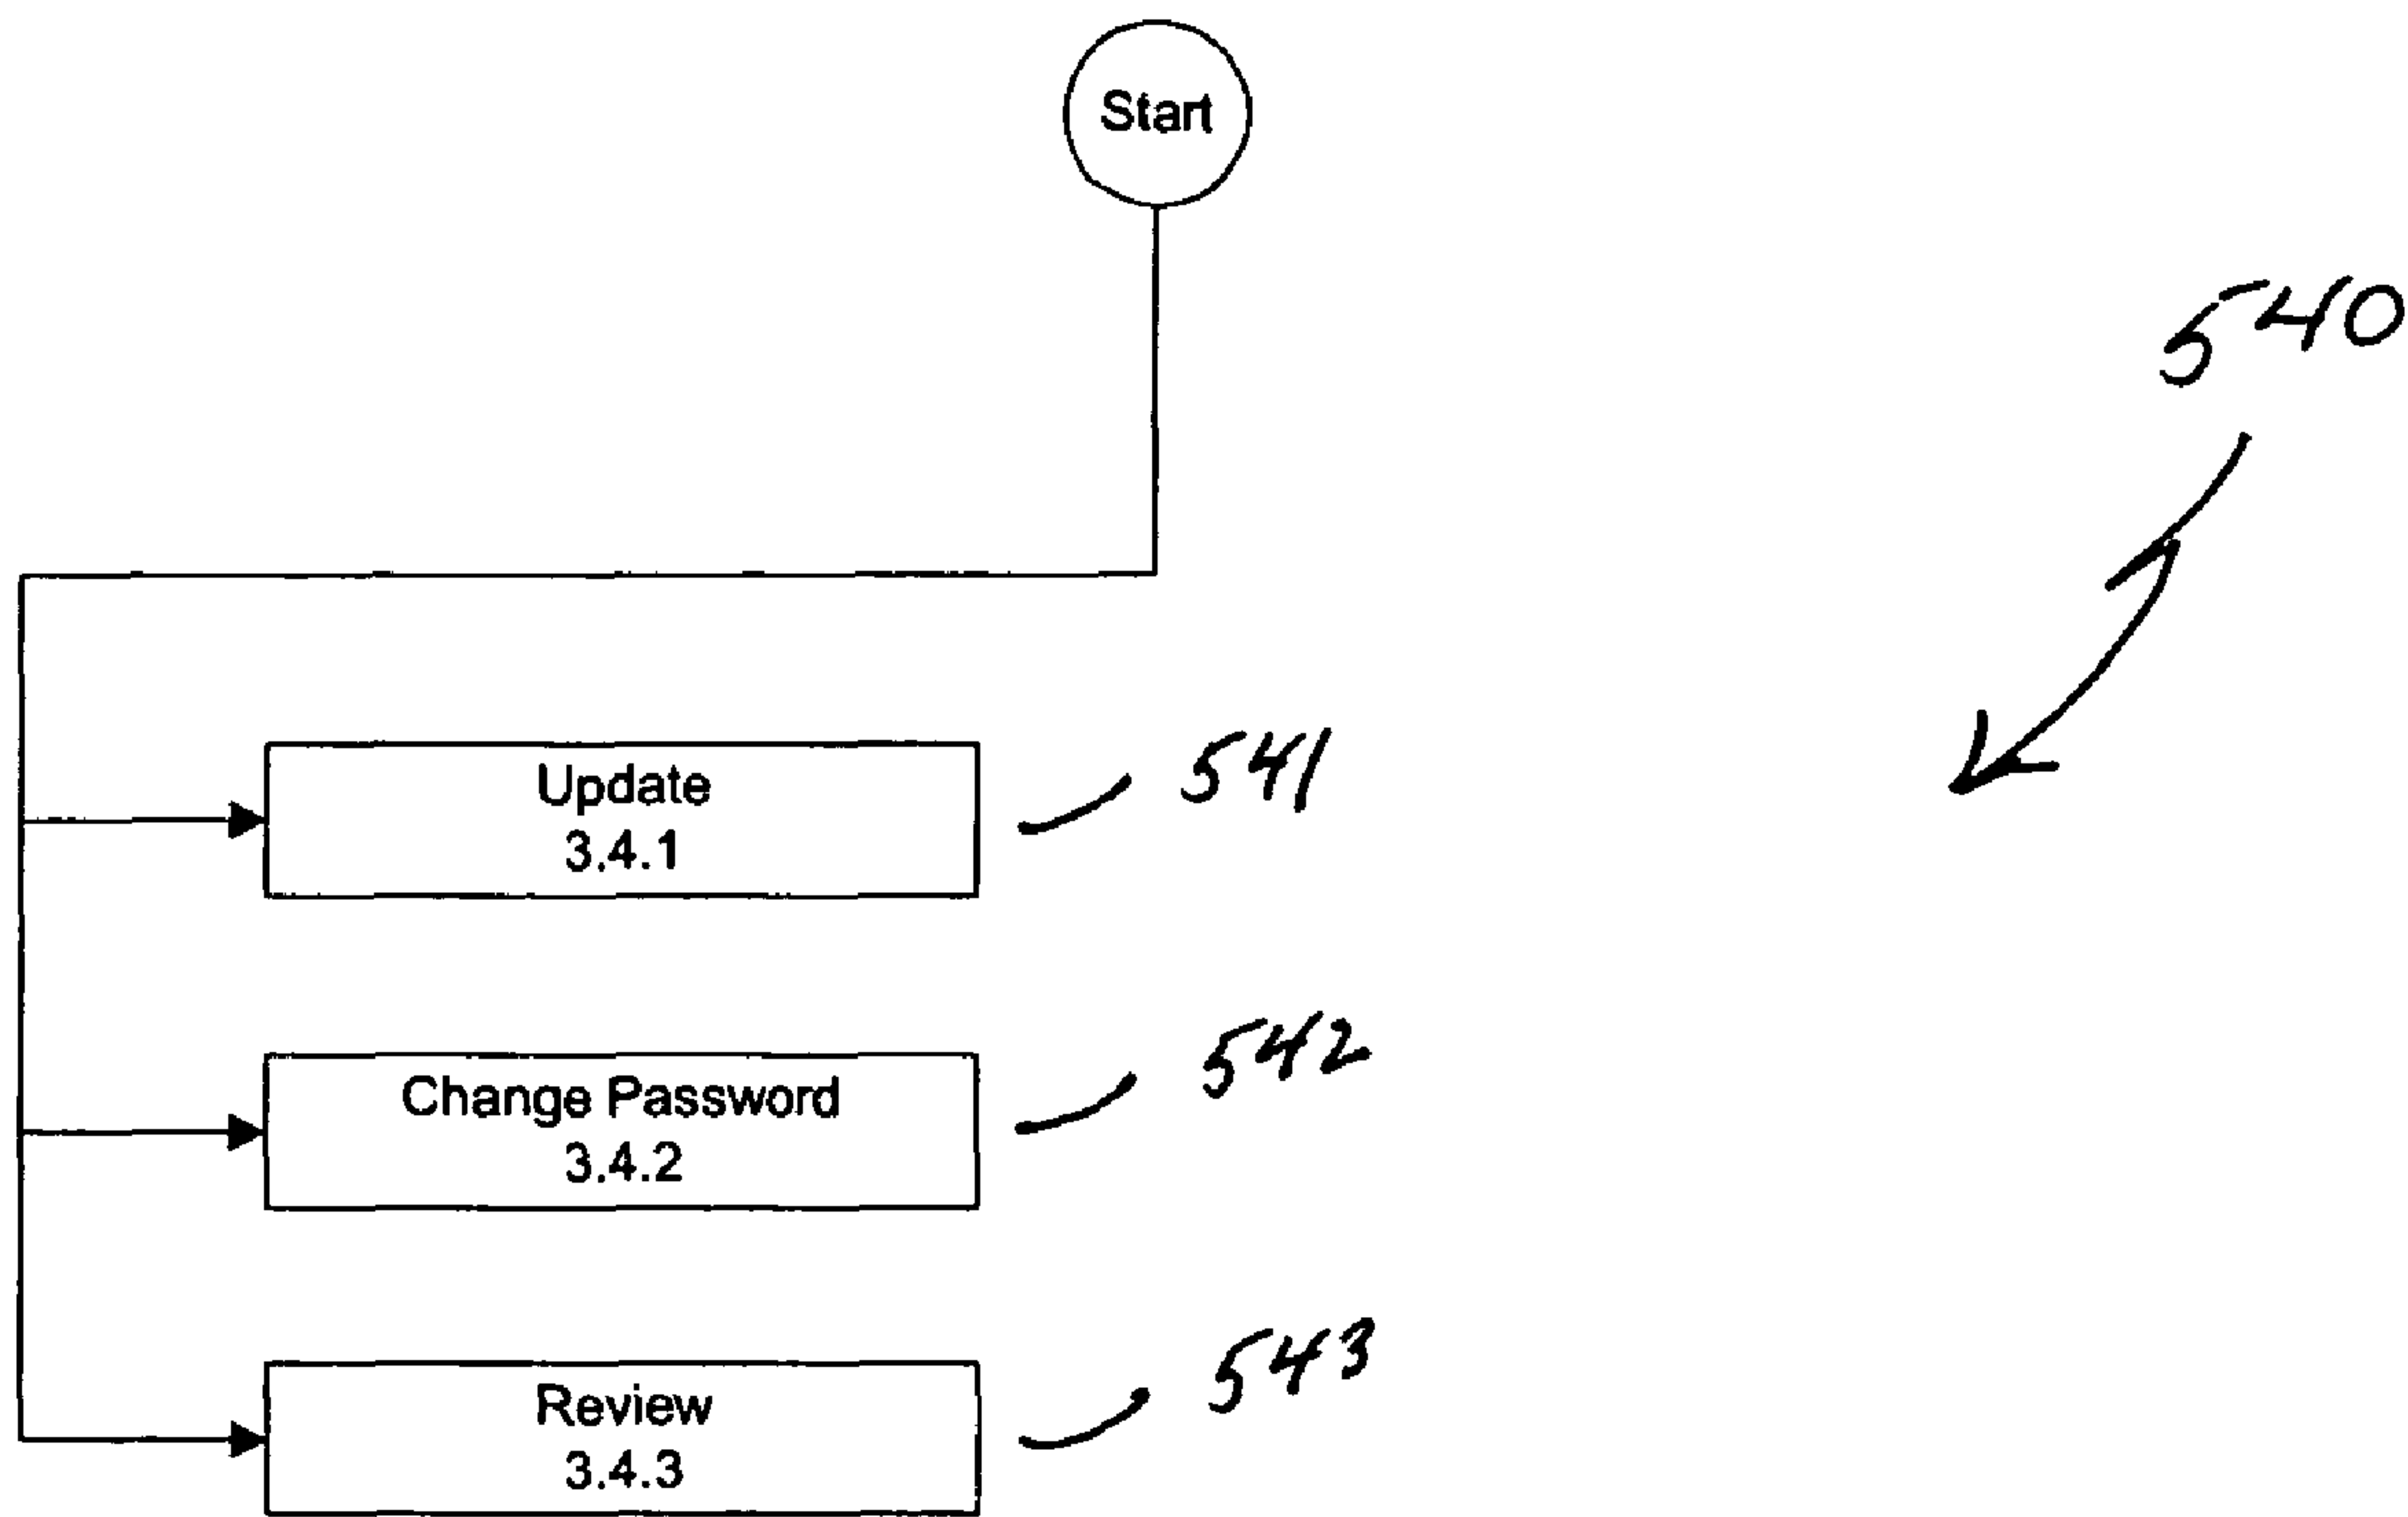 Start
540
Update
3.4.1
541
Change Password
3.4.2
542
Review
3.4.3
543